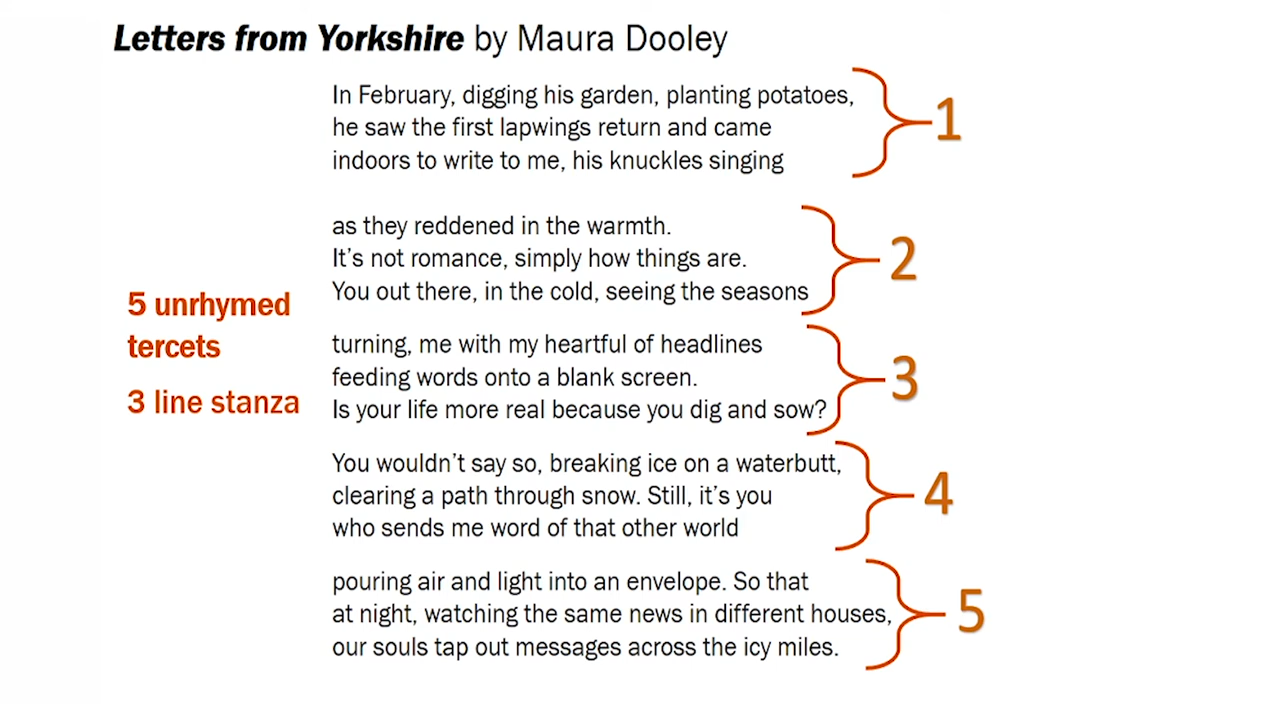 Letters from Yorkshire by Maura Dooley
In February, digging his garden, planting potatoes,
he saw the first lapwings return and came
indoors to write to me, his knuckles singing
1
as they reddened in the warmth.
It's not romance, simply how things are.
You out there, in the cold, seeing the seasons
2
5 unrhymed
tercets
3 line stanza
turning, me with my heartful of headlines
feeding words onto a blank screen.
Is your life more real because you dig and sow?
3
You wouldn't say so, breaking ice on a waterbutt,
clearing a path through snow. Still, it's you
who sends me word of that other world
4
pouring air and light into an envelope. So that
at night, watching the same news in different houses,
our souls tap out messages across the icy miles.
5